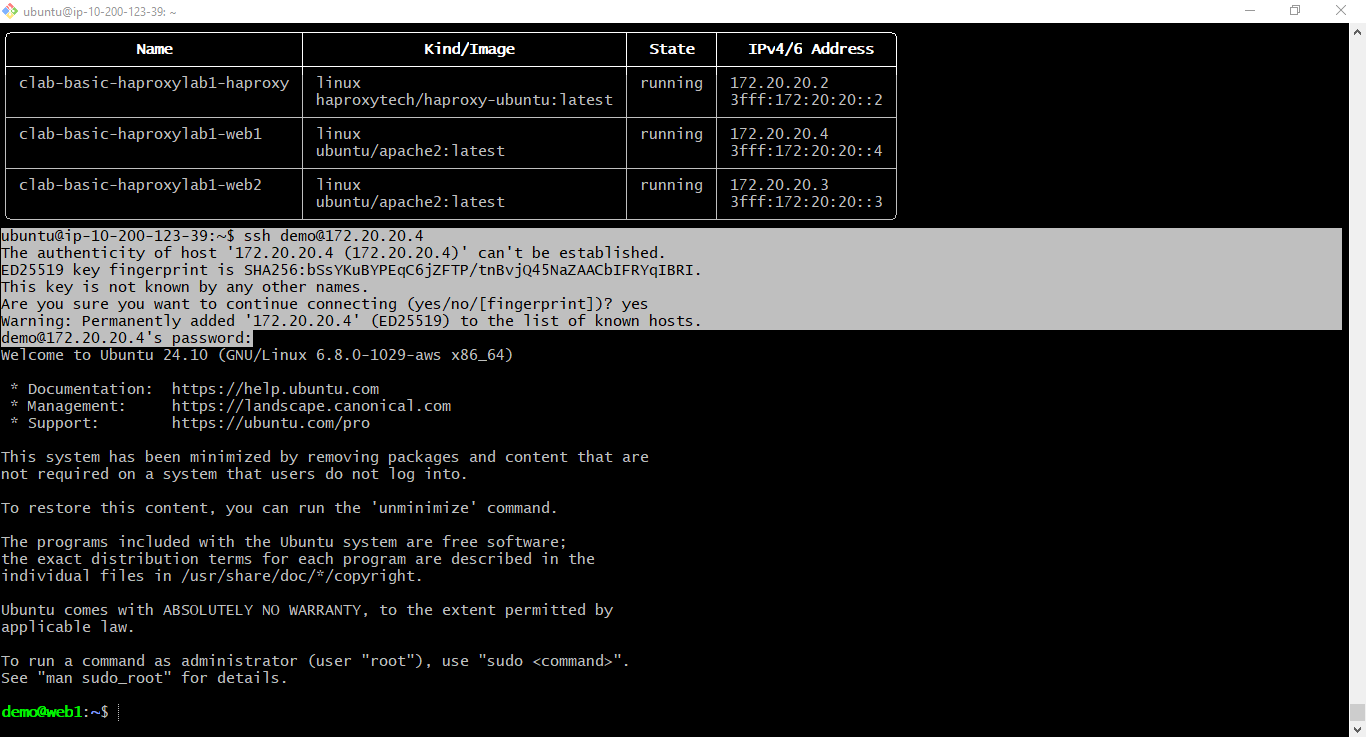 ubuntu@ip-10-200-123-39: ~
Name Kind/Image State IPv4/6 Address
clab-basic-haproxylab1-haproxy linux running 172.20.20.2
haproxytech/haproxy-ubuntu:latest 3fff:172:20:20::2
clab-basic-haproxylab1-web1 linux running 172.20.20.4
ubuntu/apache2:latest 3fff:172:20:20::4
clab-basic-haproxylab1-web2 linux running 172.20.20.3
ubuntu/apache2:latest 3fff:172:20:20::3
ubuntu@ip-10-200-123-39:~$ ssh demo@172.20.20.4
The authenticity of host '172.20.20.4 (172.20.20.4)' can't be established.
ED25519 key fingerprint is SHA256:bSsYKuBYPEqC6jZFTP/tnBvjQ45NaZAACbIFRYqIBRI.
This key is not known by any other names.
Are you sure you want to continue connecting (yes/no/[fingerprint])? yes
Warning: Permanently added '172.20.20.4' (ED25519) to the list of known hosts.
demo@172.20.20.4's password:
Welcome to Ubuntu 24.10 (GNU/Linux 6.8.0-1029-aws x86_64)
* Documentation: https://help.ubuntu.com
* Management: https://landscape.canonical.com
* Support: https://ubuntu.com/pro
This system has been minimized by removing packages and content that are
not required on a system that users do not log into.
To restore this content, you can run the 'unminimize' command.
The programs included with the Ubuntu system are free software;
the exact distribution terms for each program are described in the
individual files in /usr/share/doc/*/copyright.
Ubuntu comes with ABSOLUTELY NO WARRANTY, to the extent permitted by
applicable law.
To run a command as administrator (user "root"), use "sudo <command>".
See "man sudo_root" for details.
demo@web1:~$